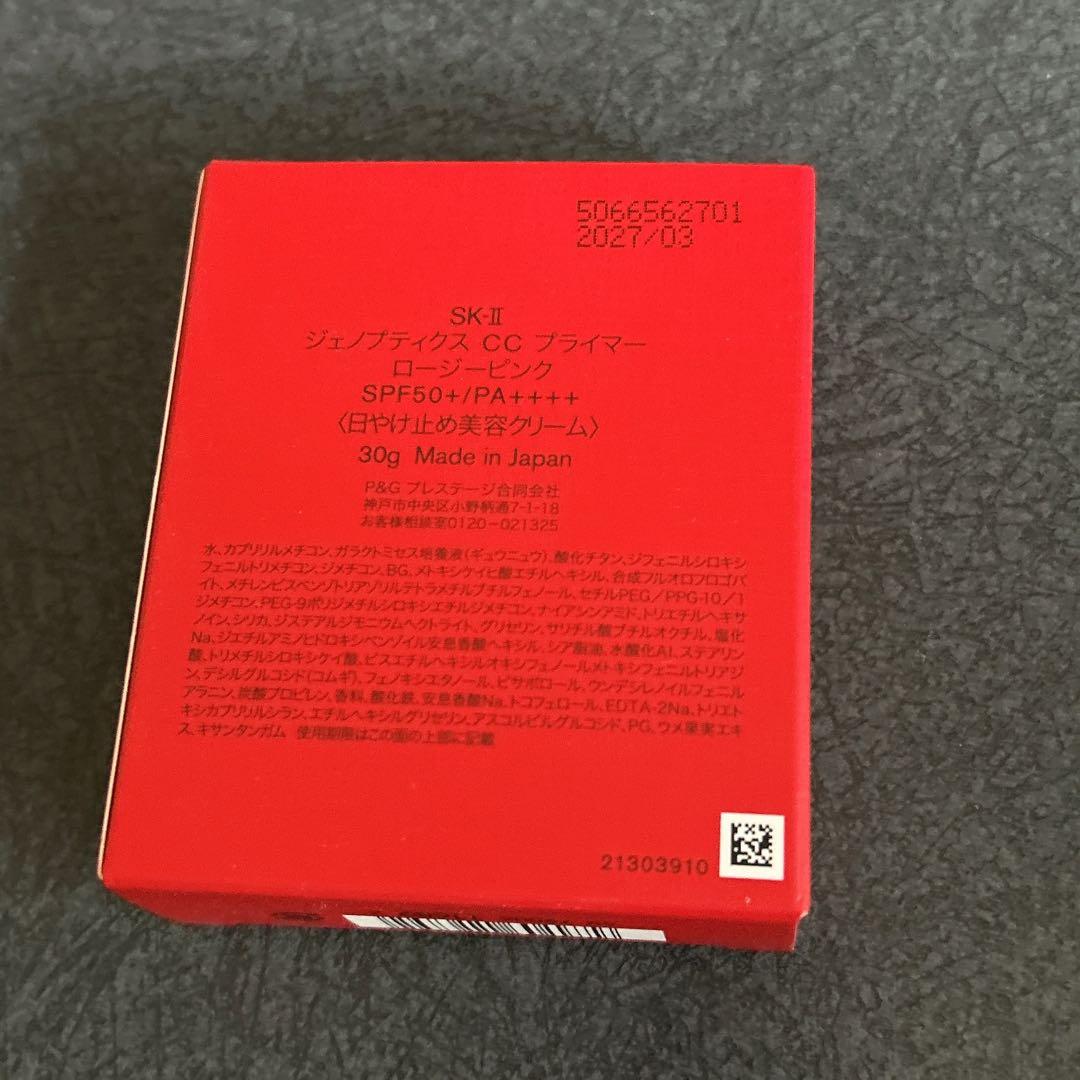 5066562701
2027/03
SK-II
ジェノプティクス CC プライマー
ロージーピンク
SPF50+/PA++++
〈日やけ止め美容クリーム〉
30g Made in Japan
P&G プレステージ合同会社
神戸市中央区小野柄通7-1-18
お客様相談室0120-021325
水、カプリリルメチコン、ガラクトミセス培養液(ギュウニュウ)、酸化チタン、ジフェニルシロキシ
フェニルトリメチコン、ジメチコン、BG、メトキシケイヒ酸エチルヘキシル、合成フルオロフロゴパ
イト、メチレンビスベンゾトリアゾリルテトラメチルブチルフェノール、セチルPEG/PPG-10/1
ジメチコン、PEG-9ポリジメチルシロキシエチルジメチコン、ナイアシンアミド、トリエチルヘキサ
ノイン、シリカ、ジステアルジモニウムヘクトライト、グリセリン、サリチル酸ブチルオクチル、塩化
Na、ジエチルアミノヒドロキシベンゾイル安息香酸ヘキシル、シア脂油、水酸化Al、ステアリン
酸、トリメチルシロキシケイ酸、ビスエチルヘキシルオキシフェノールメトキシフェニルトリアジ
ン、デシルグルコシド(コムギ)、フェノキシエタノール、ビサボロール、ウンデシレノイルフェニル
アラニン、炭酸プロピレン、香料、酸化鉄、安息香酸Na、トコフェロール、EDTA-2Na、トリエト
キシカプリリルシラン、エチルヘキシルグリセリン、アスコルビルグルコシド、PG、ウメ果実エキ
ス、キサンタンガム 使用期限はこの面の上部に記載
21303910